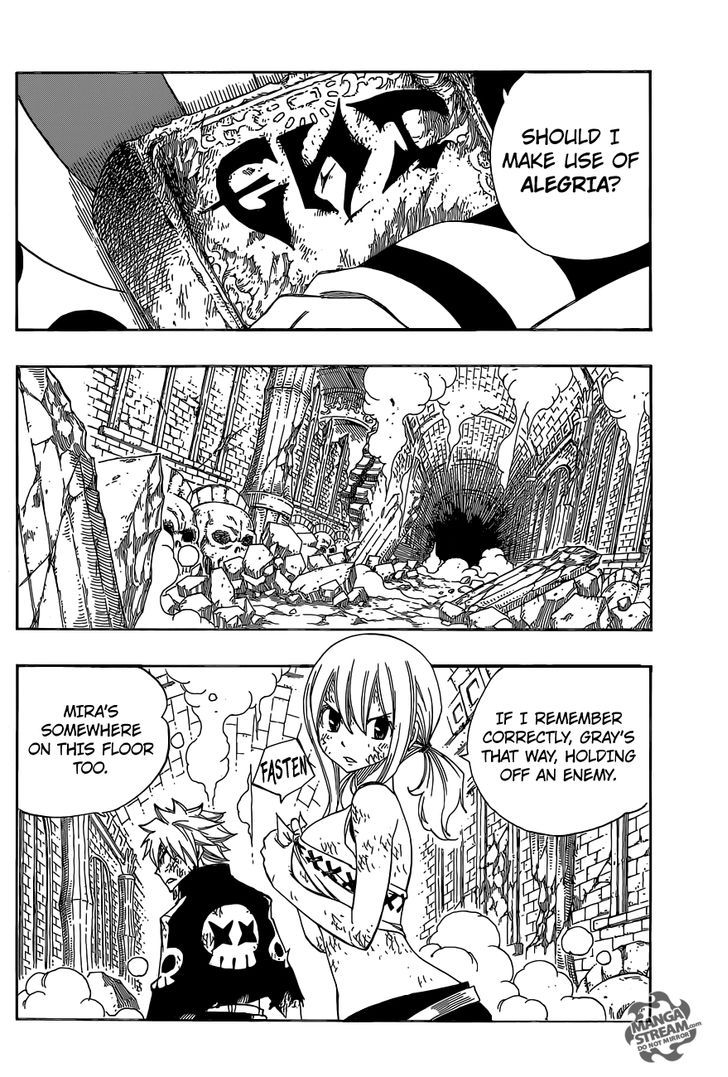 SHOULD I
MAKE USE OF
ALEGRIA?
IF I REMEMBER
CORRECTLY, GRAY'S
THAT WAY, HOLDING
OFF AN ENEMY.
FASTEN
MIRA'S
SOMEWHERE
ON THIS FLOOR
TOO.
MANGA
STREAM.com
DO NOT MIRROR